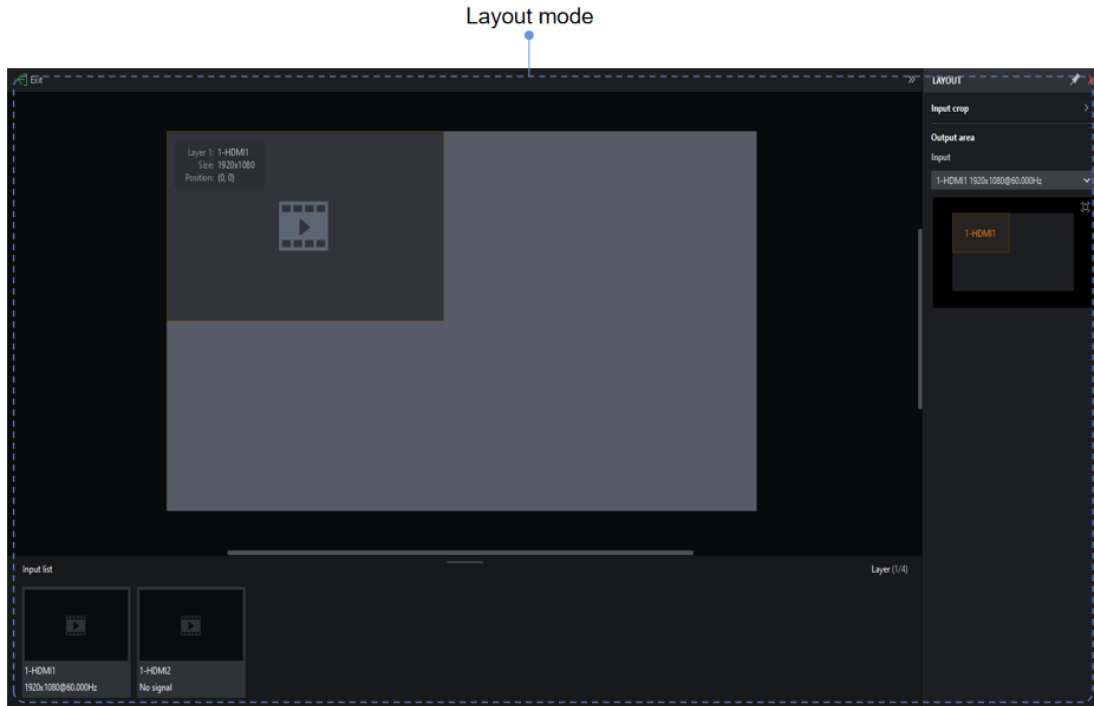 Layout mode
Exit
LAYOUT
Input crop
Output area
Input
1-HDMI1 1920x1080@60.000Hz
1-HDMI1
Layer 1: 1-HDMI1
Size: 1920x1080
Position: (0, 0)
Input list
Layer (1/4)
1-HDMI1
1920x1080@60.000Hz
1-HDMI2
No signal